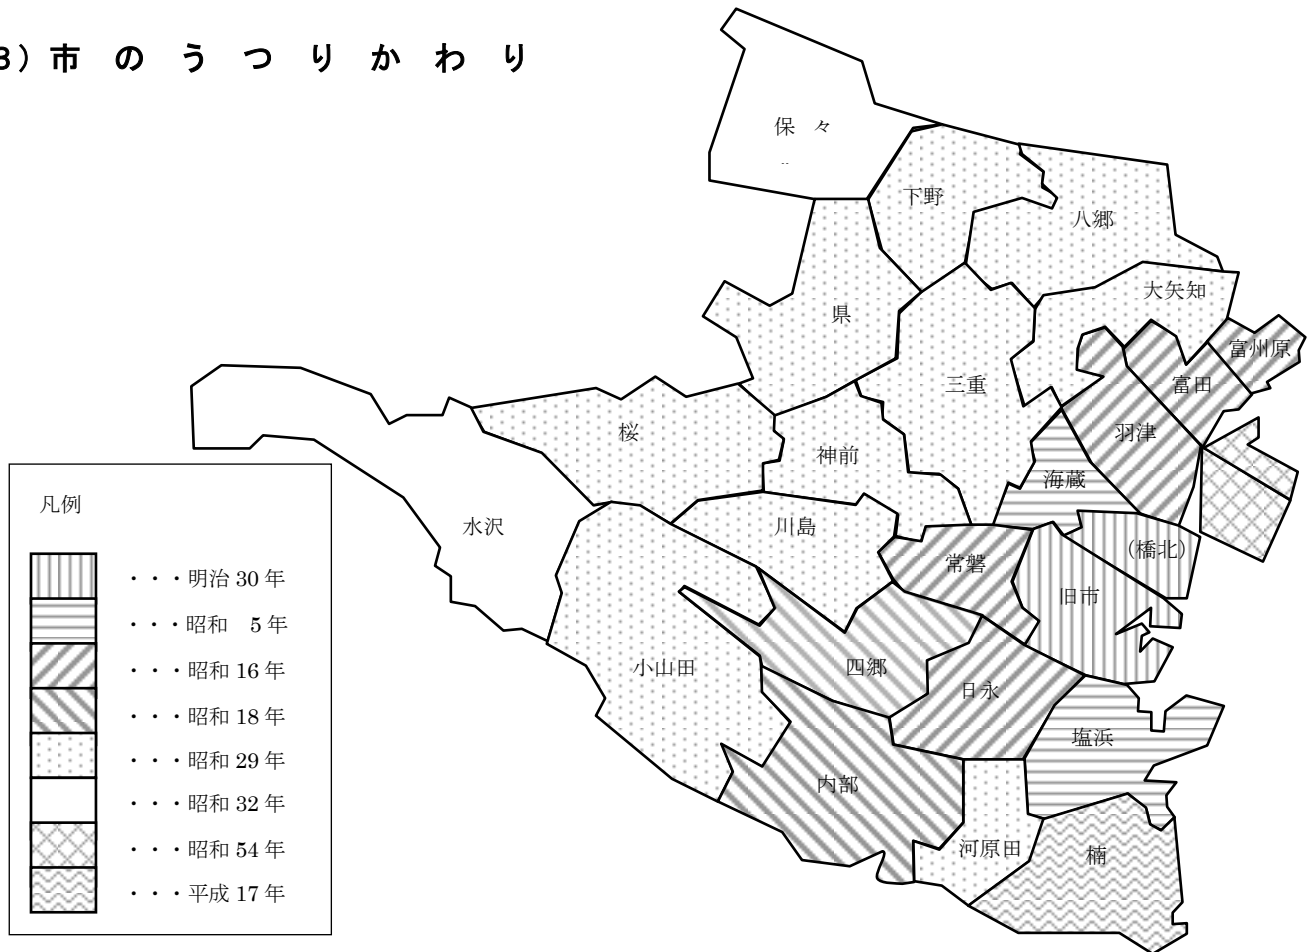 3) 市 の う つ り か わ り
保 々
下野
八郷
大矢知
県
富州原
富田
三重
桜
羽津
神前
海蔵
水沢
川島
(橋北)
常磐
旧市
小山田
四郷
日永
塩浜
内部
河原田
楠
凡例
・・・明治 30 年
・・・昭和 5 年
・・・昭和 16 年
・・・昭和 18 年
・・・昭和 29 年
・・・昭和 32 年
・・・昭和 54 年
・・・平成 17 年